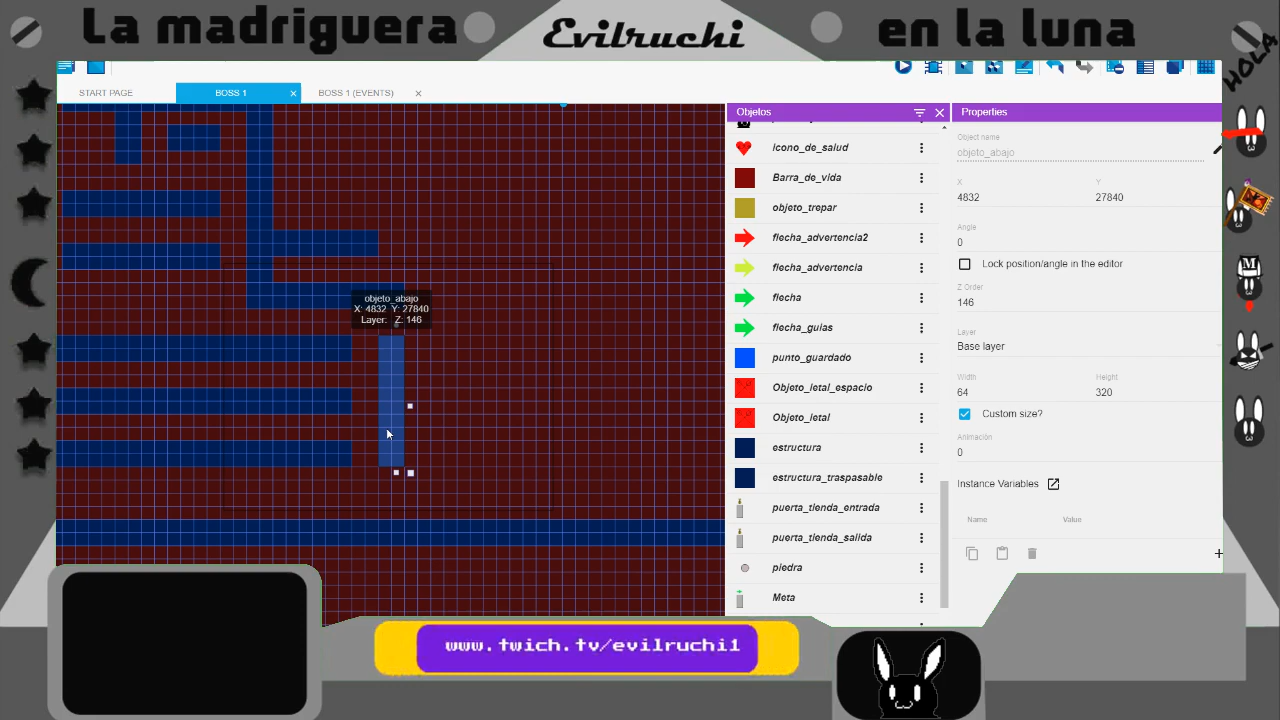 La madriguera
Evilruchi
en la luna
HOLA
START PAGE
BOSS 1
BOSS 1 (EVENTS)
Objetos
Properties
icono_de_salud
Barra_de_vida
objeto_trepar
flecha_advertencia2
flecha_advertencia
flecha
flecha_guias
punto_guardado
Objeto_letal_espacio
Objeto_letal
estructura
estructura_traspasable
puerta_tienda_entrada
puerta_tienda_salida
piedra
Meta
Object name
objeto_abajo
X
Y
4832
27840
Angle
0
Lock position/angle in the editor
Z Order
146
Layer
Base layer
Width
Height
64
320
Custom size?
Animación
0
Instance Variables
Name
Value
objeto_abajo
X: 4832 Y: 27840
Layer: Z: 146
M
www.twich.tv/evilruchi1